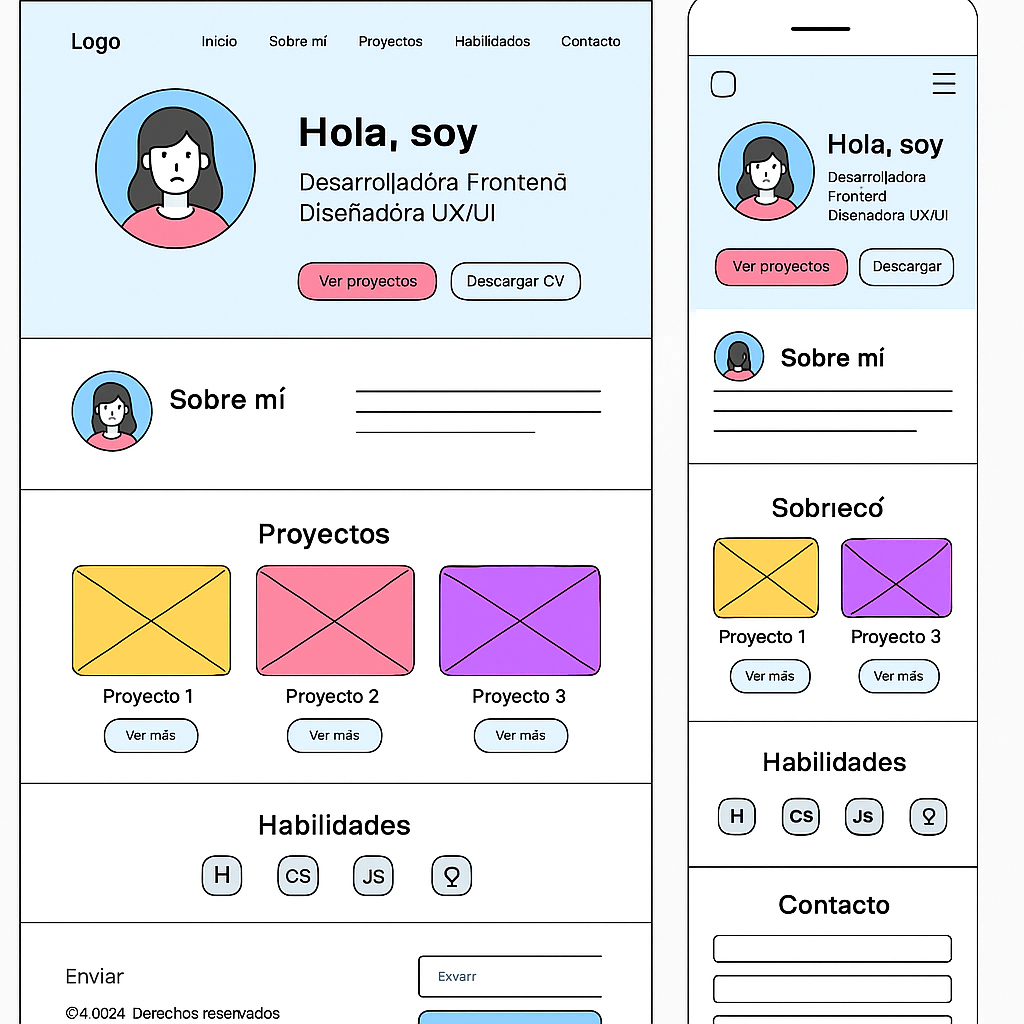 Logo
Inicio Sobre mí Proyectos Habilidados Contacto
Hola, soy
Desarrolladóra Frontend̄
Diseñadóra UX/UI
Ver proyectos Descargar CV
Sobre mí
Proyectos
Proyecto 1 Proyecto 2 Proyecto 3
Ver más Ver más Ver más
Habilidades
H CS JS
Enviar
Exvarr
©4.0024 Derechos reservados
Hola, soy
Desarrolladora
Fronterd
Disenadora UX/UI
Ver proyectos Descargar
Sobre mí
Sobrıecó
Proyecto 1 Proyecto 3
Ver más Ver más
Habilidades
H CS Js
Contacto